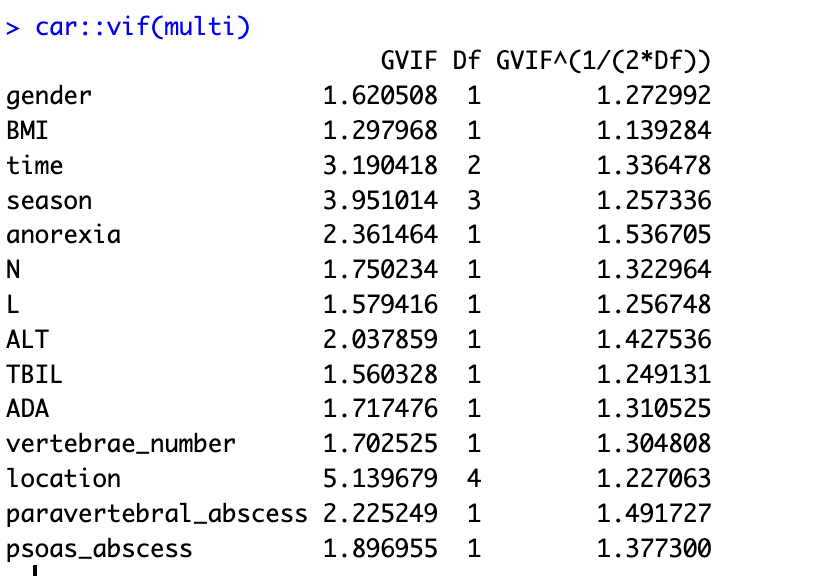 > car::vif(multi)
GVIF Df GVIF^(1/(2*Df))
gender 1.620508 1 1.272992
BMI 1.297968 1 1.139284
time 3.190418 2 1.336478
season 3.951014 3 1.257336
anorexia 2.361464 1 1.536705
N 1.750234 1 1.322964
L 1.579416 1 1.256748
ALT 2.037859 1 1.427536
TBIL 1.560328 1 1.249131
ADA 1.717476 1 1.310525
vertebrae_number 1.702525 1 1.304808
location 5.139679 4 1.227063
paravertebral_abscess 2.225249 1 1.491727
psoas_abscess 1.896955 1 1.377300